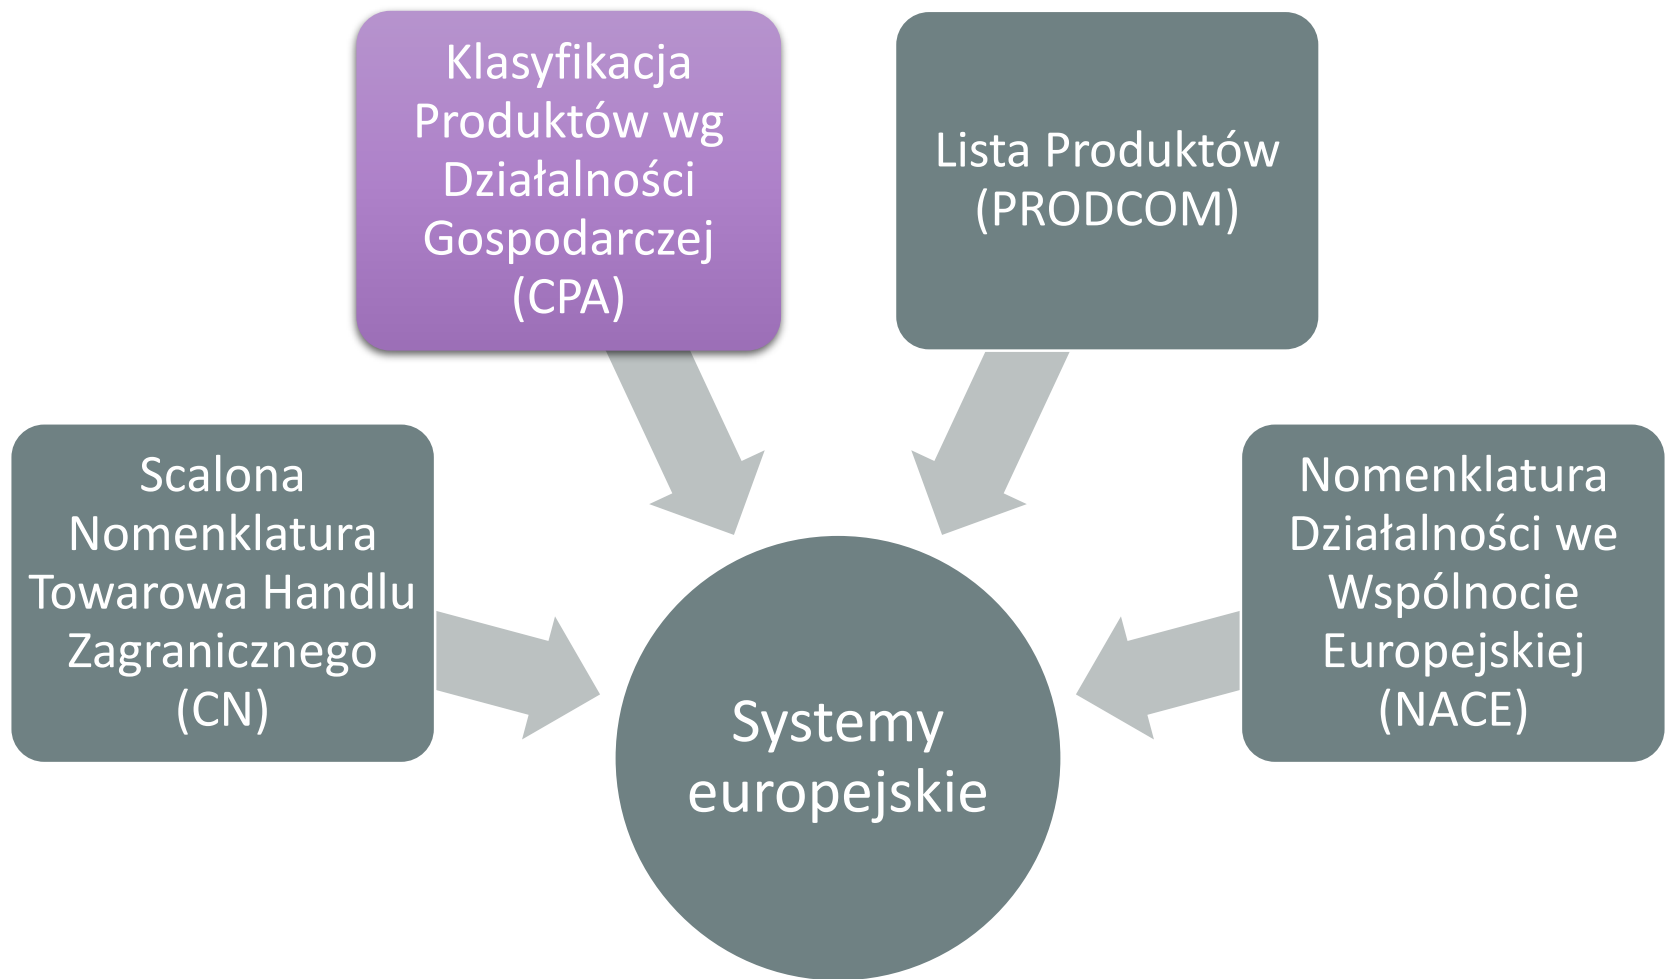 Klasyfikacja
Produktów wg
Działalności
Gospodarczej
(CPA)
Lista Produktów
(PRODCOM)
Scalona
Nomenklatura
Towarowa Handlu
Zagranicznego
(CN)
Nomenklatura
Działalności we
Wspólnocie
Europejskiej
(NACE)
Systemy
europejskie